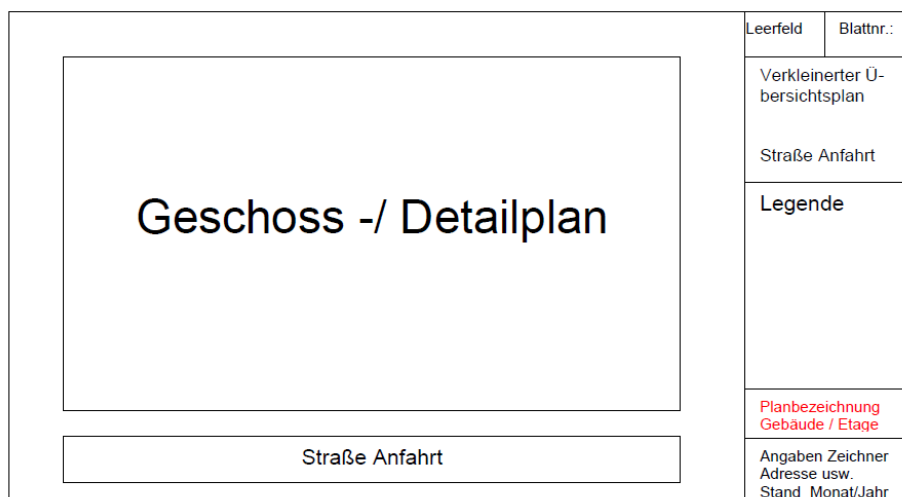 Leerfeld
Blattnr.:
Verkleinerter Ü-
bersichtsplan
Straße Anfahrt
Geschoss -/ Detailplan
Legende
Planbezeichnung
Gebäude / Etage
Straße Anfahrt
Angaben Zeichner
Adresse usw.
Stand Monat/Jahr